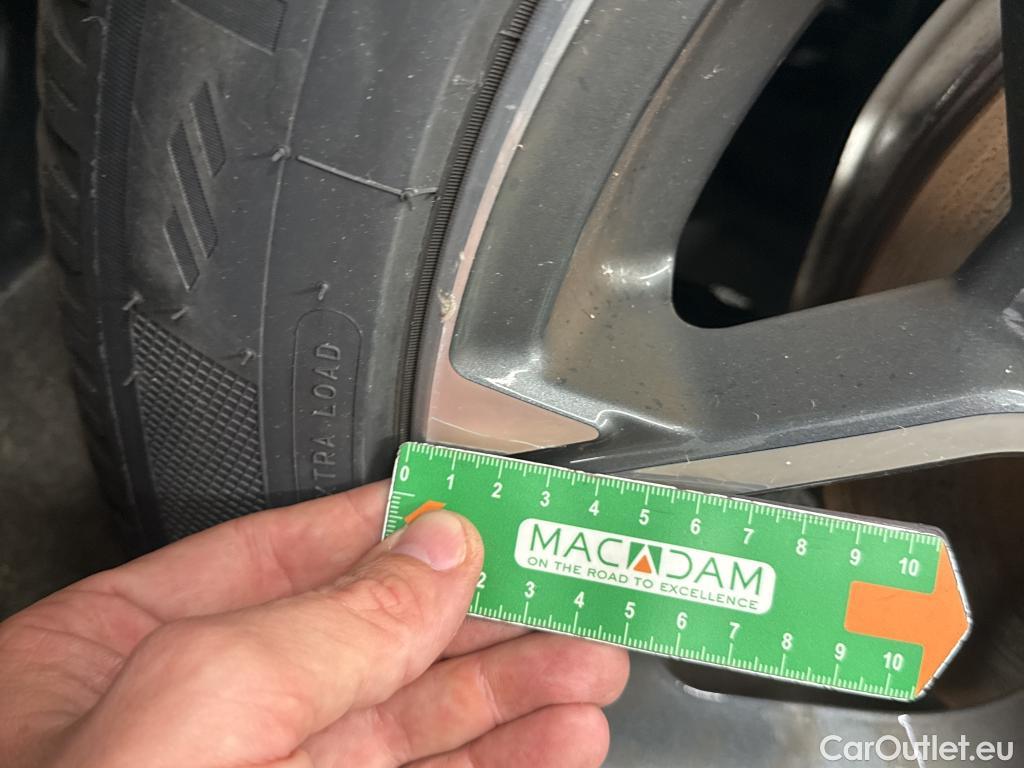 XTRA LOAD
0 1 2 3 4 5 6 7 8 9 10
MACADAM
ON THE ROAD TO EXCELLENCE
2 3 4 5 6 7 8 9 10
CarOutlet.eu